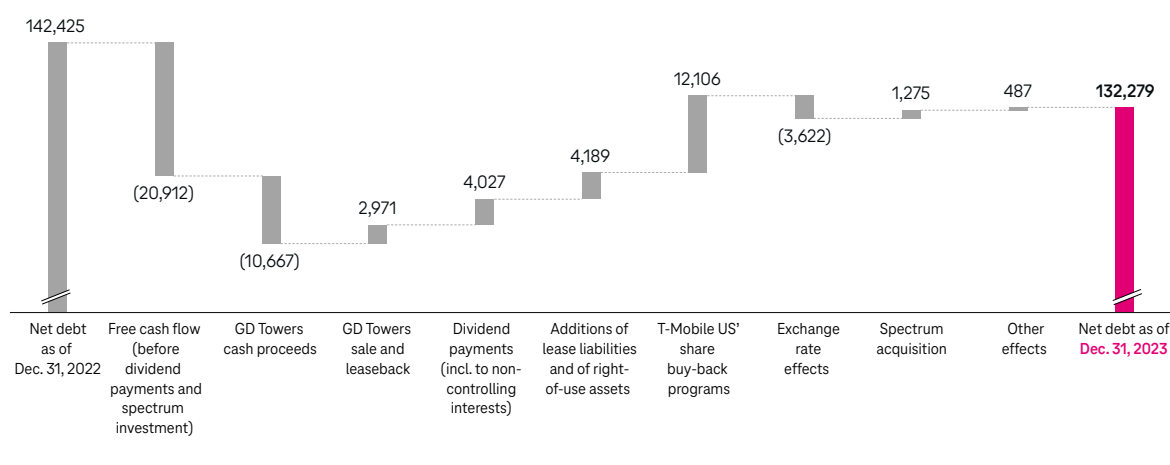 142,425
(20,912)
(10,667)
2,971
4,027
4,189
12,106
(3,622)
1,275
487
132,279
Net debt
as of
Dec. 31, 2022
Free cash flow
(before
dividend
payments and
spectrum
investment)
GD Towers
cash proceeds
GD Towers
sale and
leaseback
Dividend
payments
(incl. to non-
controlling
interests)
Additions of
lease liabilities
and of right-
of-use assets
T-Mobile US’
share
buy-back
programs
Exchange
rate
effects
Spectrum
acquisition
Other
effects
Net debt as of
Dec. 31, 2023